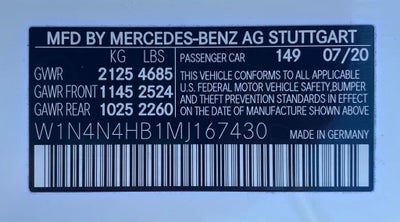 MFD BY MERCEDES-BENZ AG STUTTGART
KG LBS PASSENGER CAR 149 07/20
GVWR 2125 4685 THIS VEHICLE CONFORMS TO ALL APPLICABLE
GAWR FRONT 1145 2524 U.S. FEDERAL MOTOR VEHICLE SAFETY, BUMPER
GAWR REAR 1025 2260 AND THEFT PREVENTION STANDARDS IN EFFECT ON THE DATE OF MANUFACTURE SHOWN ABOVE
W1N4N4HB1MJ167430 MADE IN GERMANY